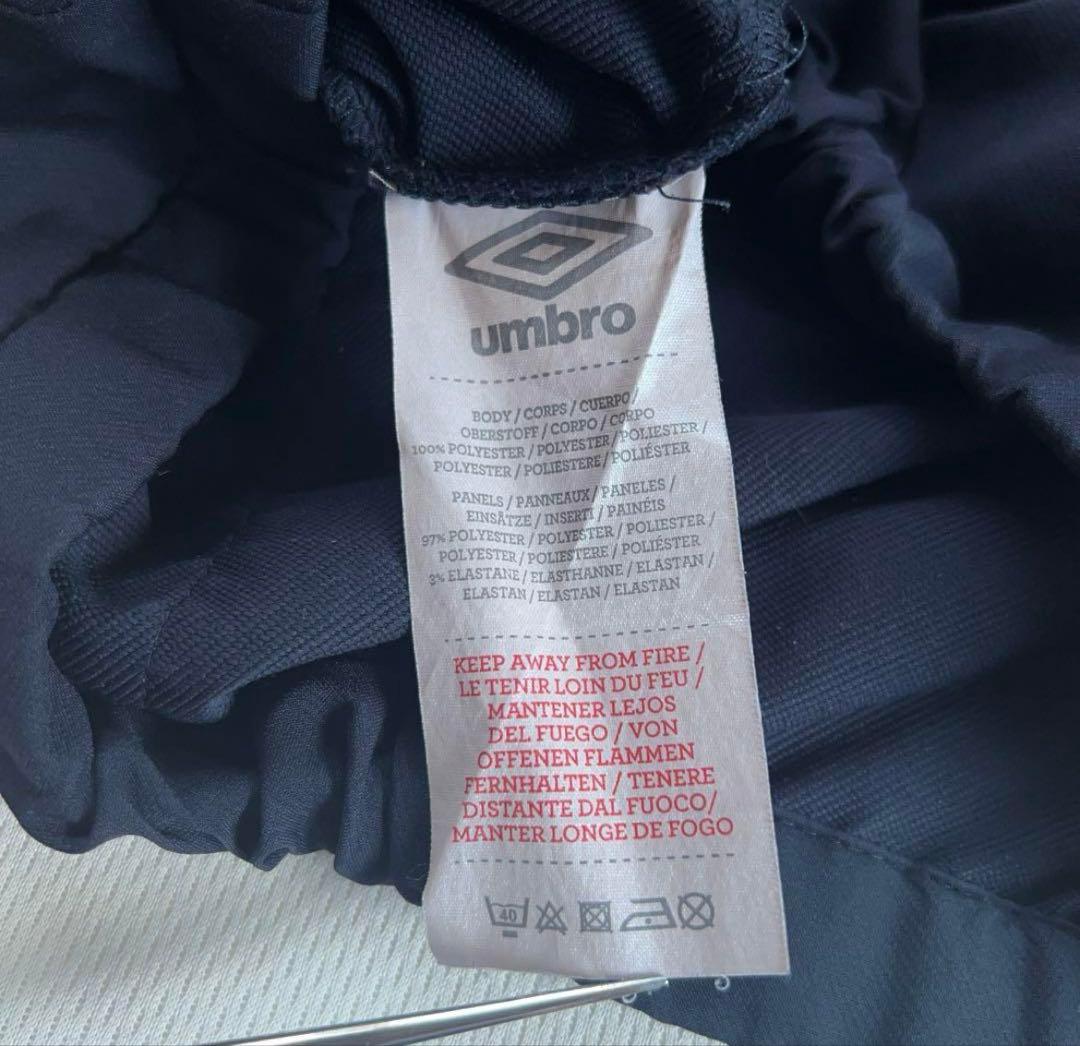 umbro
BODY / CORPS / CUERPO /
OBERSTOFF / CORPO / CORPO
100% POLYESTER / POLYESTER / POLIESTER /
POLYESTER / POLIESTERE / POLIÉSTER
PANELS / PANNEAUX / PANELES /
EINSÄTZE / INSERTI / PAINÉIS
97% POLYESTER / POLYESTER / POLIESTER /
POLYESTER / POLIESTERE / POLIÉSTER
3% ELASTANE / ELASTHANNE / ELASTAN /
ELASTAN / ELASTAN / ELASTAN
KEEP AWAY FROM FIRE /
LE TENIR LOIN DU FEU /
MANTENER LEJOS
DEL FUEGO / VON
OFFENEN FLAMMEN
FERNHALTEN / TENERE
DISTANTE DAL FUOCO/
MANTER LONGE DE FOGO
40